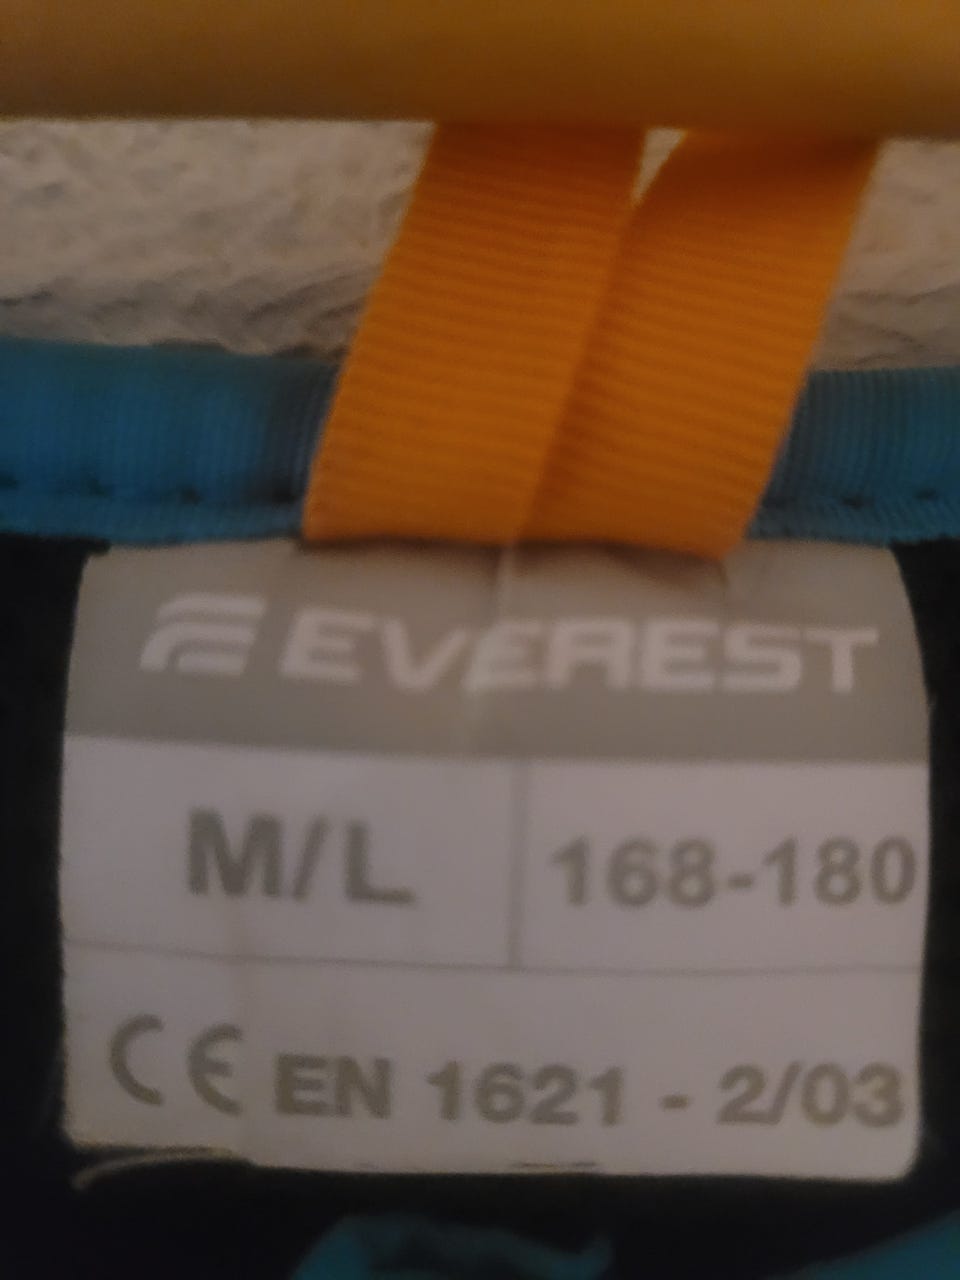 EVEREST
M/L 168-180
CE EN 1621 - 2/03